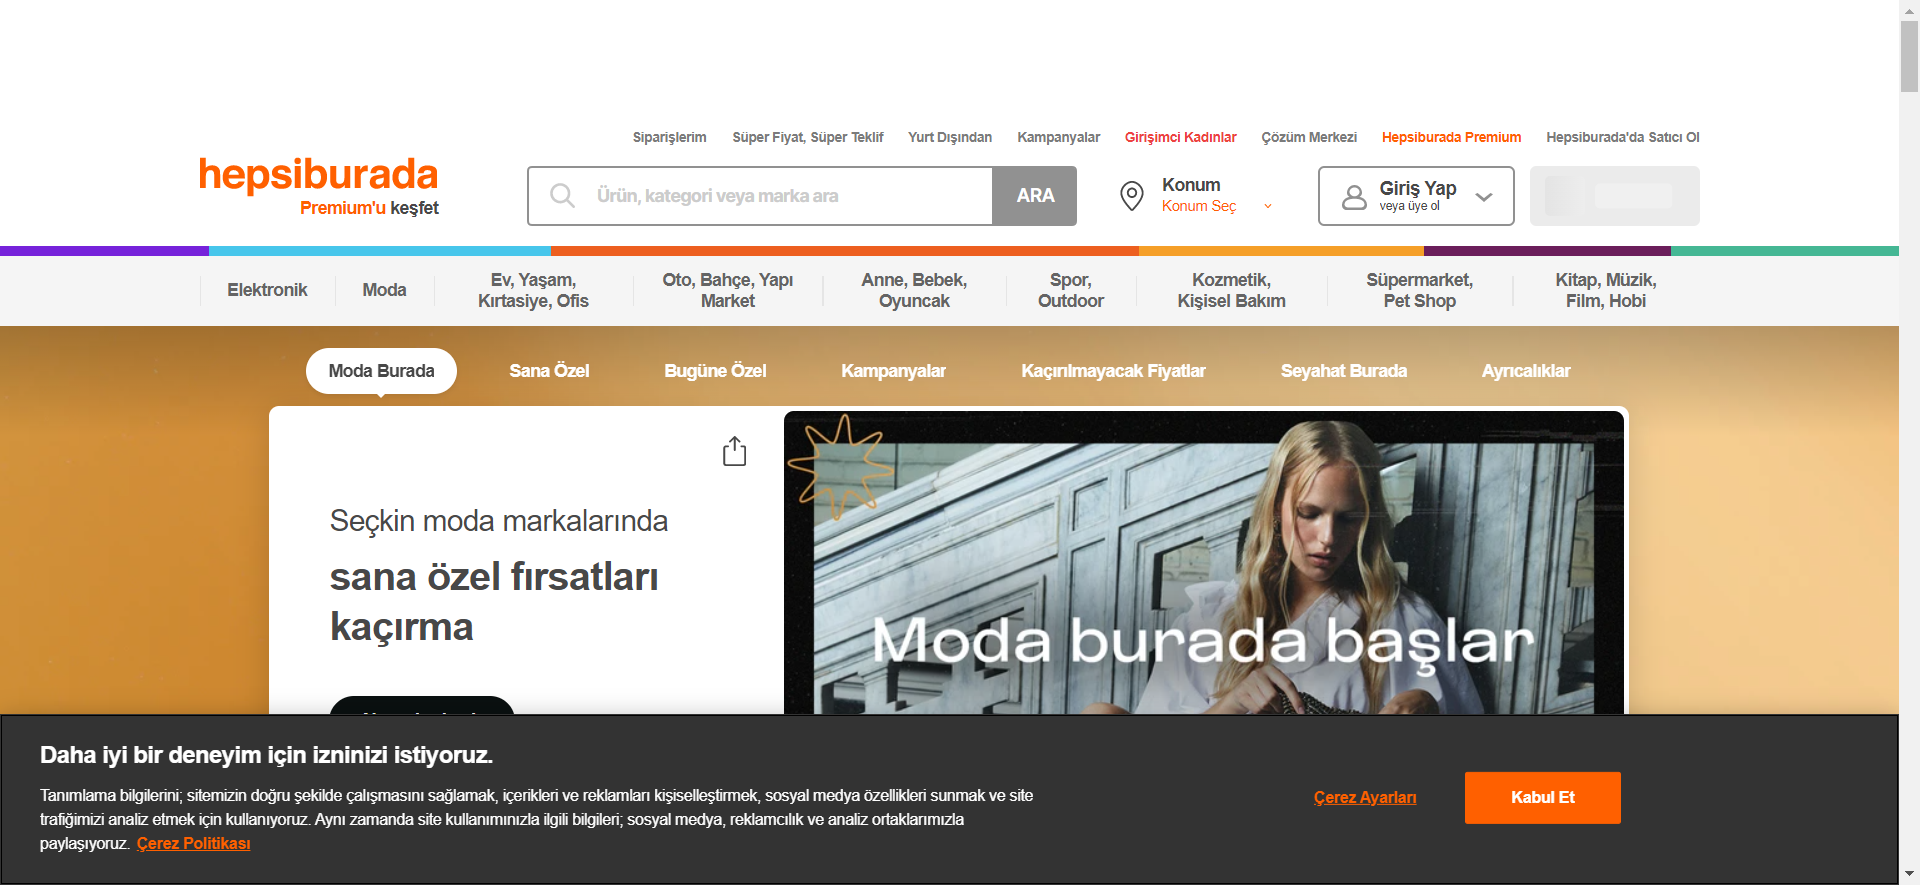 Siparişlerim
Süper Fiyat, Süper Teklif
Yurt Dışından
Kampanyalar
Girişimci Kadınlar
Çözüm Merkezi
Hepsiburada Premium
Hepsiburada'da Satıcı Ol
hepsiburada
Premium'u keşfet
Ürün, kategori veya marka ara
ARA
Konum
Konum Seç
Giriş Yap
veya üye ol
Elektronik
Moda
Ev, Yaşam,
Kırtasiye, Ofis
Oto, Bahçe, Yapı
Market
Anne, Bebek,
Oyuncak
Spor,
Outdoor
Kozmetik,
Kişisel Bakım
Süpermarket,
Pet Shop
Kitap, Müzik,
Film, Hobi
Moda Burada
Sana Özel
Bugüne Özel
Kampanyalar
Kaçırılmayacak Fiyatlar
Seyahat Burada
Ayrıcalıklar
Seçkin moda markalarında
sana özel fırsatları
kaçırma
Moda burada başlar
Daha iyi bir deneyim için izninizi istiyoruz.
Tanımlama bilgilerini; sitemizin doğru şekilde çalışmasını sağlamak, içerikleri ve reklamları kişiselleştirmek, sosyal medya özellikleri sunmak ve site
trafiğimizi analiz etmek için kullanıyoruz. Aynı zamanda site kullanımınızla ilgili bilgileri; sosyal medya, reklamcılık ve analiz ortaklarımızla
paylaşıyoruz. Çerez Politikası
Çerez Ayarları
Kabul Et